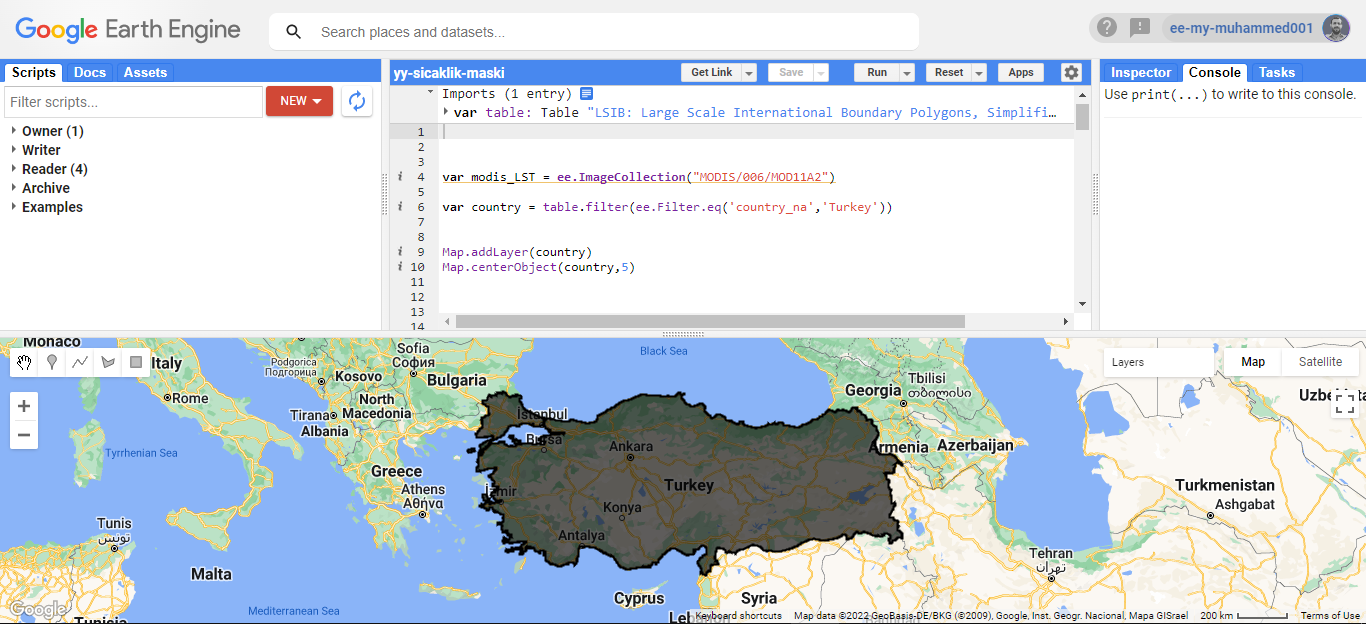 Google Earth Engine
Search places and datasets...
ee-my-muhammed001
Scripts Docs Assets
Filter scripts...
NEW
Owner (1)
Writer
Reader (4)
Archive
Examples
yy-sicaklik-maski
Get Link Save Run Reset Apps
Imports (1 entry)
var table: Table "LSIB: Large Scale International Boundary Polygons, Simplifi…
1
2
3
i 4 var modis_LST = ee.ImageCollection("MODIS/006/MOD11A2")
5
i 6 var country = table.filter(ee.Filter.eq('country_na','Turkey'))
7
8
i 9 Map.addLayer(country)
i 10 Map.centerObject(country,5)
11
12
13
14
Inspector Console Tasks
Use print(...) to write to this console.
Layers
Map Satellite
Monaco
Italy
Rome
Tyrrhenian Sea
Tunis
تونس
Malta
Tunisia
Mediterranean Sea
Podgorica
Подгорица
Kosovo
Sofia
София
Bulgaria
North
Macedonia
Tirana
Albania
Greece
Athens
Αθήνα
Black Sea
İstanbul
Bursa
İzmir
Ankara
Turkey
Konya
Antalya
Cyprus
Syria
Georgia
Tbilisi
თბილისი
Armenia
Azerbaijan
Turkmenistan
Ashgabat
Tehran
تهران
Google
Keyboard shortcuts
Map data ©2022 GeoBasis-DE/BKG (©2009), Google, Inst. Geogr. Nacional, Mapa GISrael
200 km
Terms of Use